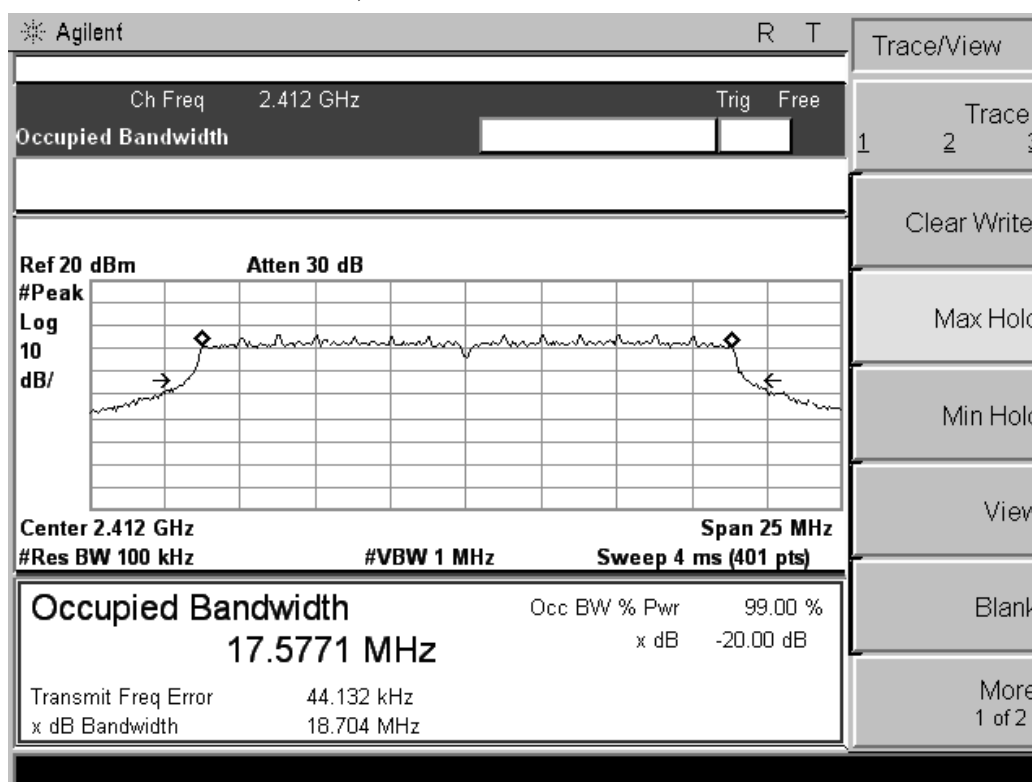 Agilent R T
Trace/View
Ch Freq 2.412 GHz Trig Free
Occupied Bandwidth
Trace
1 2
Clear Write
Max Hold
Min Hold
View
Blank
More
1 of 2
Ref 20 dBm Atten 30 dB
#Peak
Log
10
dB/
Center 2.412 GHz Span 25 MHz
#Res BW 100 kHz #VBW 1 MHz Sweep 4 ms (401 pts)
Occupied Bandwidth Occ BW % Pwr 99.00 %
17.5771 MHz x dB -20.00 dB
Transmit Freq Error 44.132 kHz
x dB Bandwidth 18.704 MHz